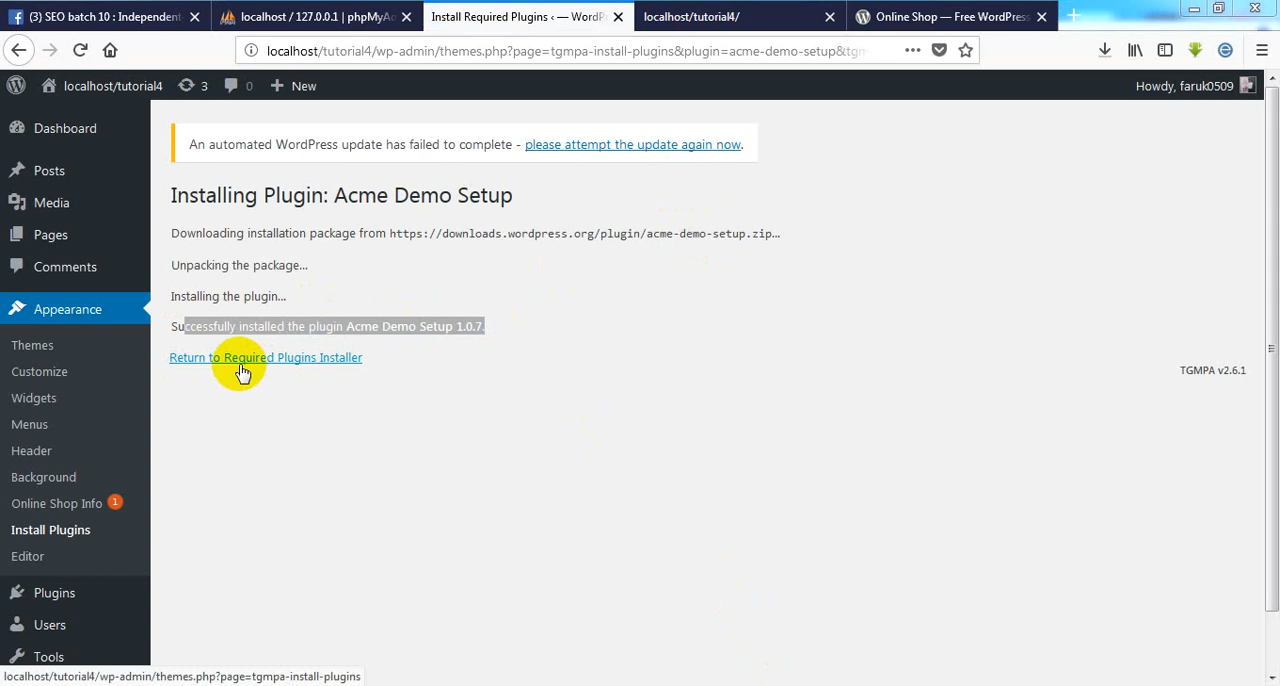 (3) SEO batch 10 : Independent
localhost / 127.0.0.1 | phpMyAd
Install Required Plugins ‹ — WordPr
localhost/tutorial4/
Online Shop — Free WordPress
localhost/tutorial4/wp-admin/themes.php?page=tgmpa-install-plugins&plugin=acme-demo-setup&tgm
localhost/tutorial4
3
0
New
Howdy, faruk0509
Dashboard
Posts
Media
Pages
Comments
Appearance
Themes
Customize
Widgets
Menus
Header
Background
Online Shop Info 1
Install Plugins
Editor
Plugins
Users
Tools
An automated WordPress update has failed to complete - please attempt the update again now.
Installing Plugin: Acme Demo Setup
Downloading installation package from https://downloads.wordpress.org/plugin/acme-demo-setup.zip…
Unpacking the package…
Installing the plugin…
Successfully installed the plugin Acme Demo Setup 1.0.7.
Return to Required Plugins Installer
TGMPA v2.6.1
localhost/tutorial4/wp-admin/themes.php?page=tgmpa-install-plugins